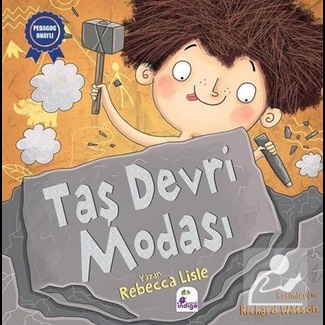 PEDAGOG
ONAYLI
Taş Devri
Modası
Yazan
Rebecca Lisle
indigo
Resimleyen
Richard Watson